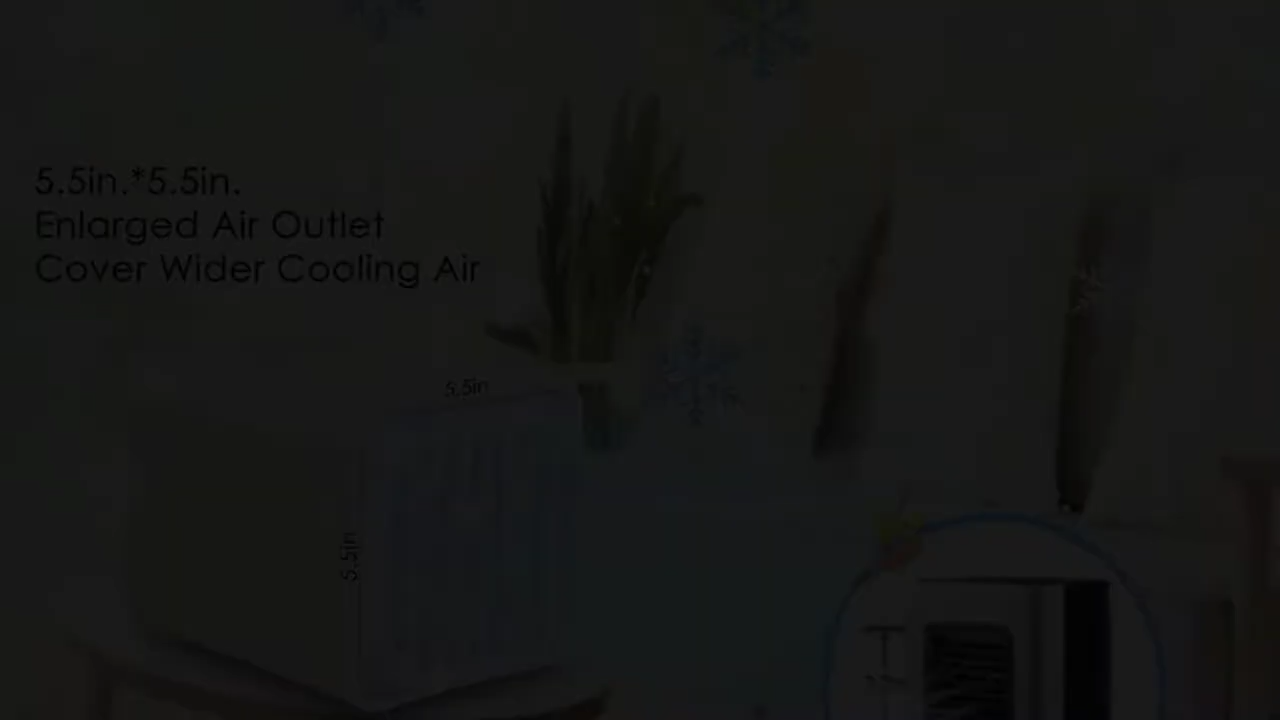 5.5in.*5.5in.
Enlarged Air Outlet
Cover Wider Cooling Air
5.5in
5.5in